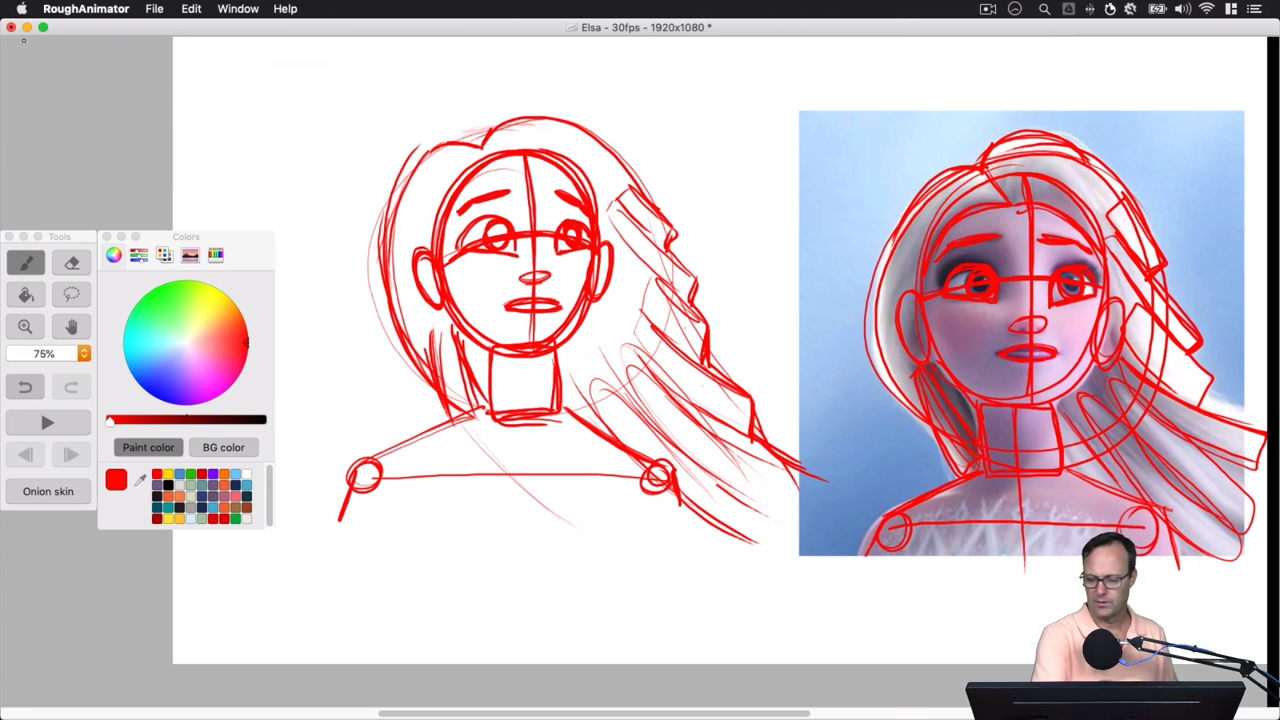 RoughAnimator File Edit Window Help
Elsa - 30fps - 1920x1080 *
Tools
Colors
75%
Paint color
BG color
Onion skin